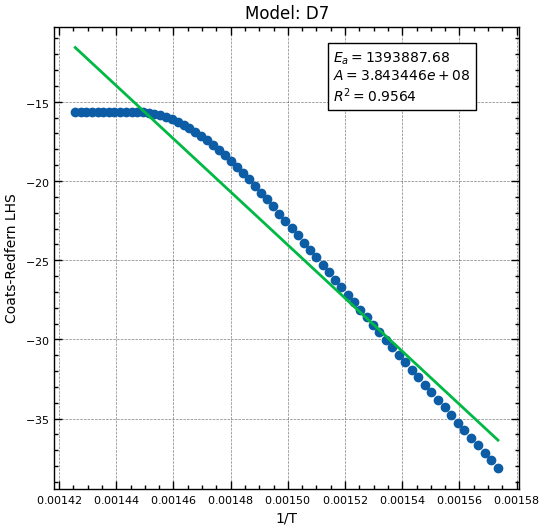 Model: D7
E_a = 1393887.68
A = 3.843446e + 08
R² = 0.9564
Coats-Redfern LHS
−15
−20
−25
−30
−35
0.00142 0.00144 0.00146 0.00148 0.00150 0.00152 0.00154 0.00156 0.00158
1/T